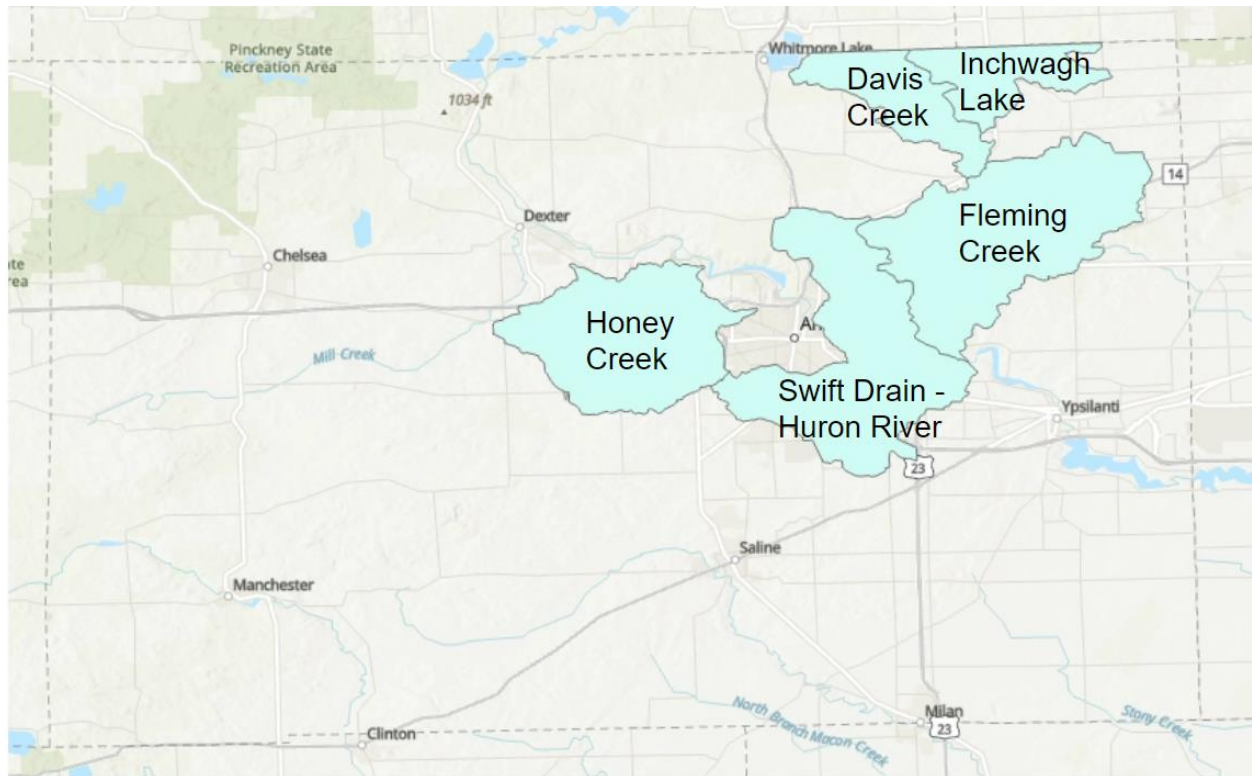 Pinckney State
Recreation Area
Whitmore Lake
Inchwagh
Lake
Davis
Creek
1034 ft
14
Fleming
Creek
Dexter
Chelsea
Honey
Creek
Mill Creek
Swift Drain -
Huron River
Ypsilanti
23
Saline
Manchester
Milan
23
Stony Creek
North Branch Macon Creek
Clinton